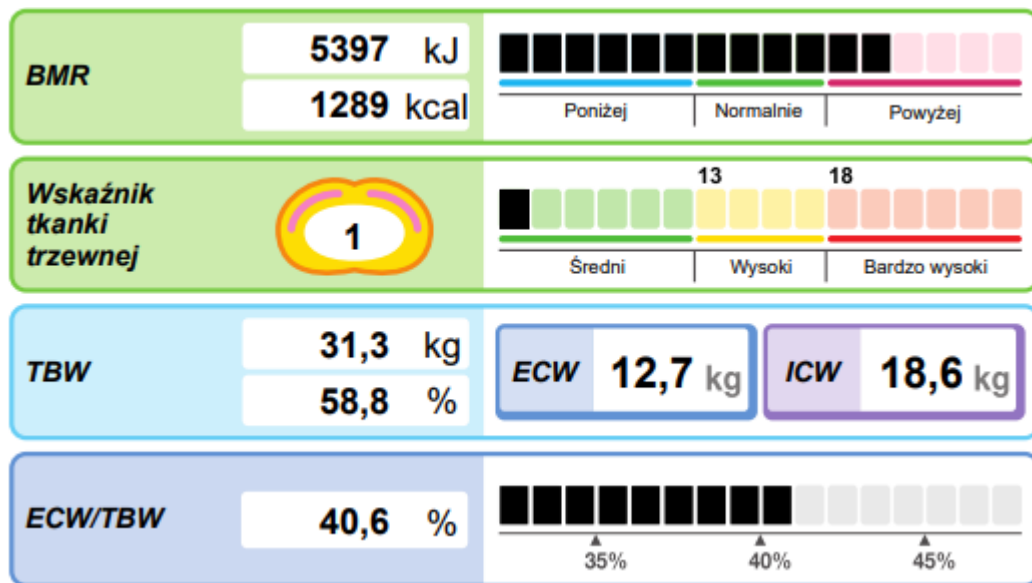 BMR
5397 kJ
1289 kcal
Poniżej Normalnie Powyżej
Wskaźnik
tkanki
trzewnej
1
13 18
Średni Wysoki Bardzo wysoki
TBW
31,3 kg
58,8 %
ECW 12,7 kg
ICW 18,6 kg
ECW/TBW
40,6 %
35% 40% 45%